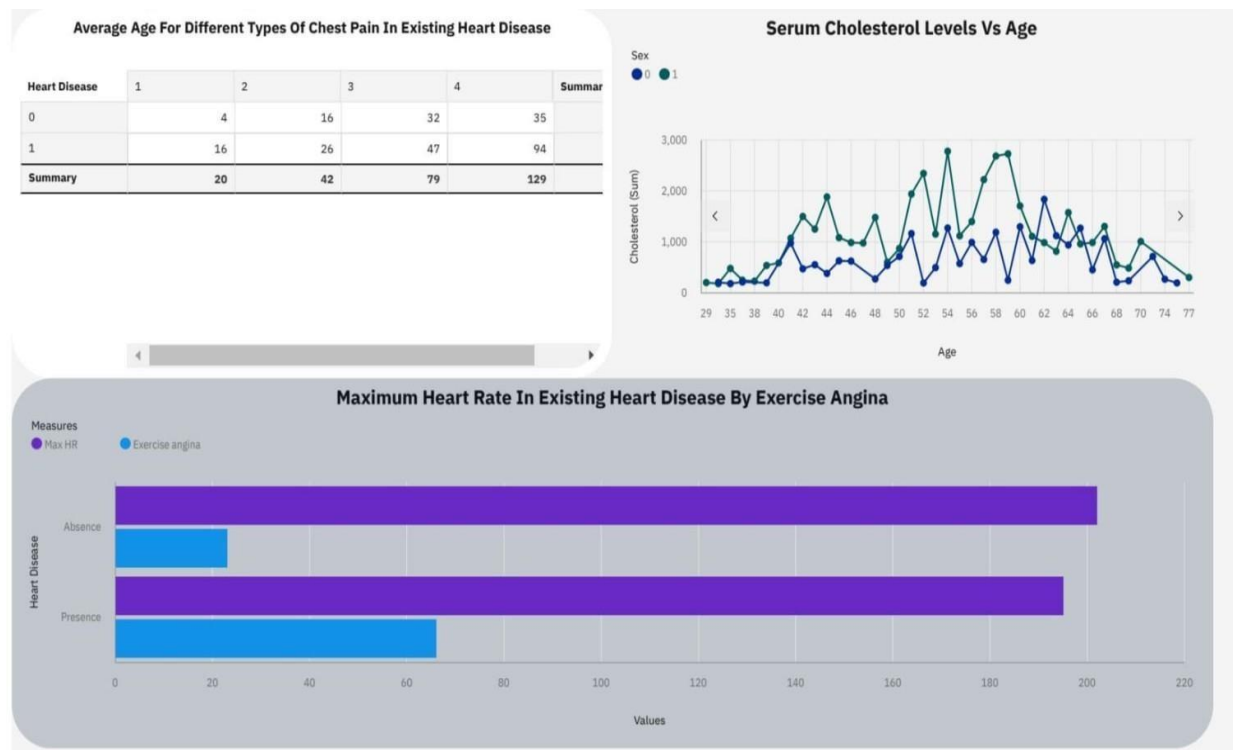 Average Age For Different Types Of Chest Pain In Existing Heart Disease
Heart Disease 1 2 3 4 Summar
0 4 16 32 35
1 16 26 47 94
Summary 20 42 79 129
Serum Cholesterol Levels Vs Age
Sex
0 1
3,000
2,000
1,000
0
Cholesterol (Sum)
29 35 38 40 42 44 46 48 50 52 54 56 58 60 62 64 66 68 70 74 77
Age
Maximum Heart Rate In Existing Heart Disease By Exercise Angina
Measures
Max HR Exercise angina
Heart Disease
Absence
Presence
0 20 40 60 80 100 120 140 160 180 200 220
Values